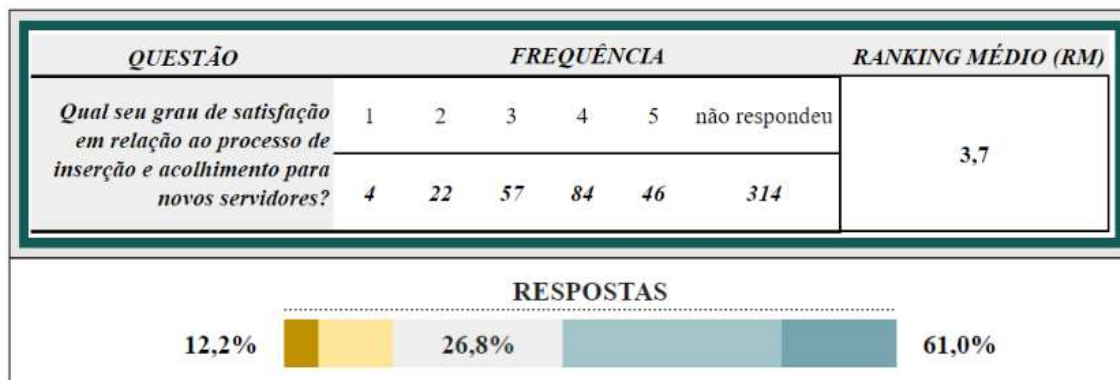 QUESTÃO FREQUÊNCIA RANKING MÉDIO (RM)
Qual seu grau de satisfação
em relação ao processo de
inserção e acolhimento para
novos servidores?
1 2 3 4 5 não respondeu
4 22 57 84 46 314
3,7
RESPOSTAS
12,2% 26,8% 61,0%